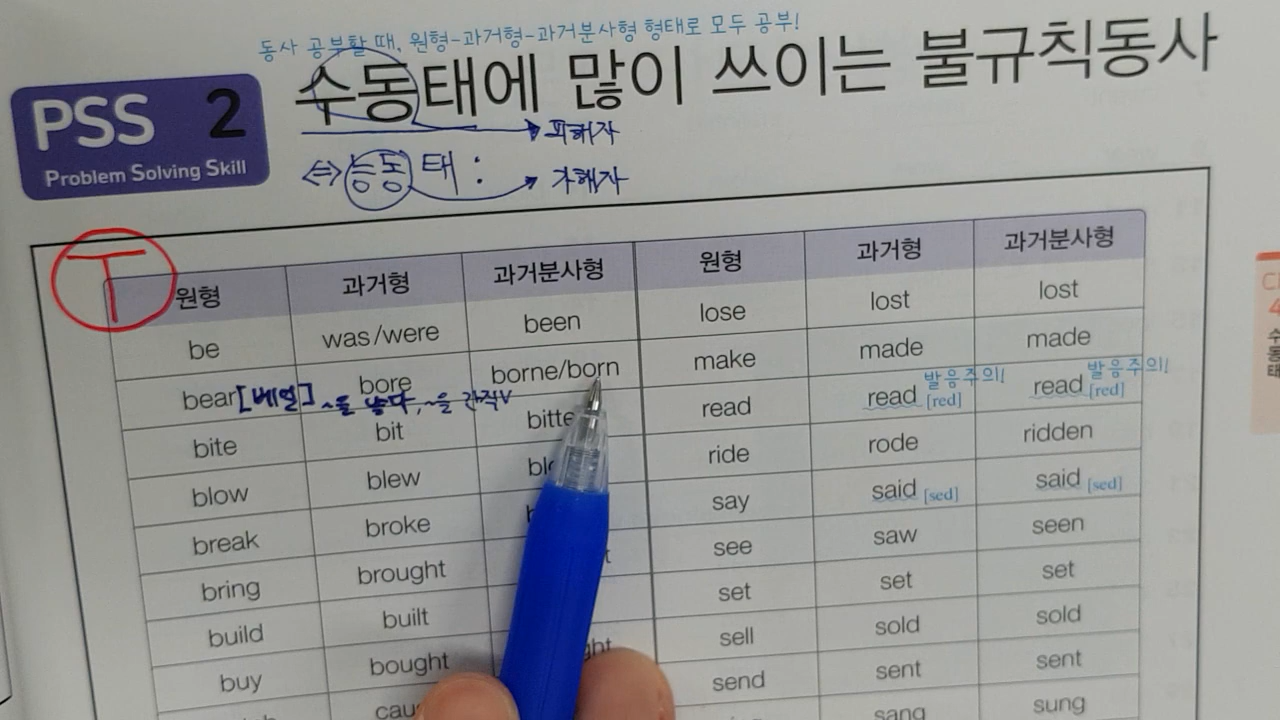 동사 공부할 때, 원형-과거형-과거분사형 형태로 모두 공부!
PSS 2
Problem Solving Skill
수동태에 많이 쓰이는 불규칙동사
피해자
⇔ 능동태 : 가해자
T
원형 과거형 과거분사형 원형 과거형 과거분사형
be was/were been lose lost lost
bear [베얼] bore borne/born make made made
~을 낳다, ~을 간직V
발음주의! 발음주의!
bite bit read read [red] read [red]
blow blew ride rode ridden
break broke say said [sed] said [sed]
bring brought see saw seen
build built set set set
buy bought sell sold sold
send sent sent
sang sung
수동태